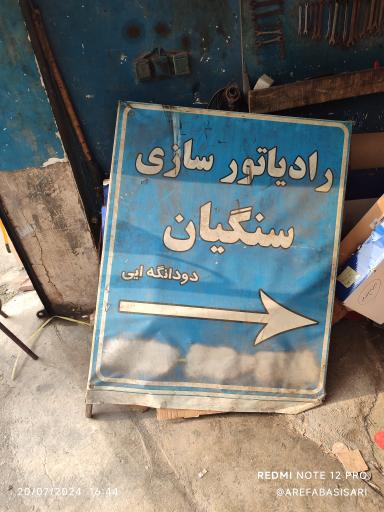 رادیاتور سازی
سنگیان
دودانگه ایی
REDMI NOTE 12 PRO
20/07/2024 16:44
@AREFABASISARI